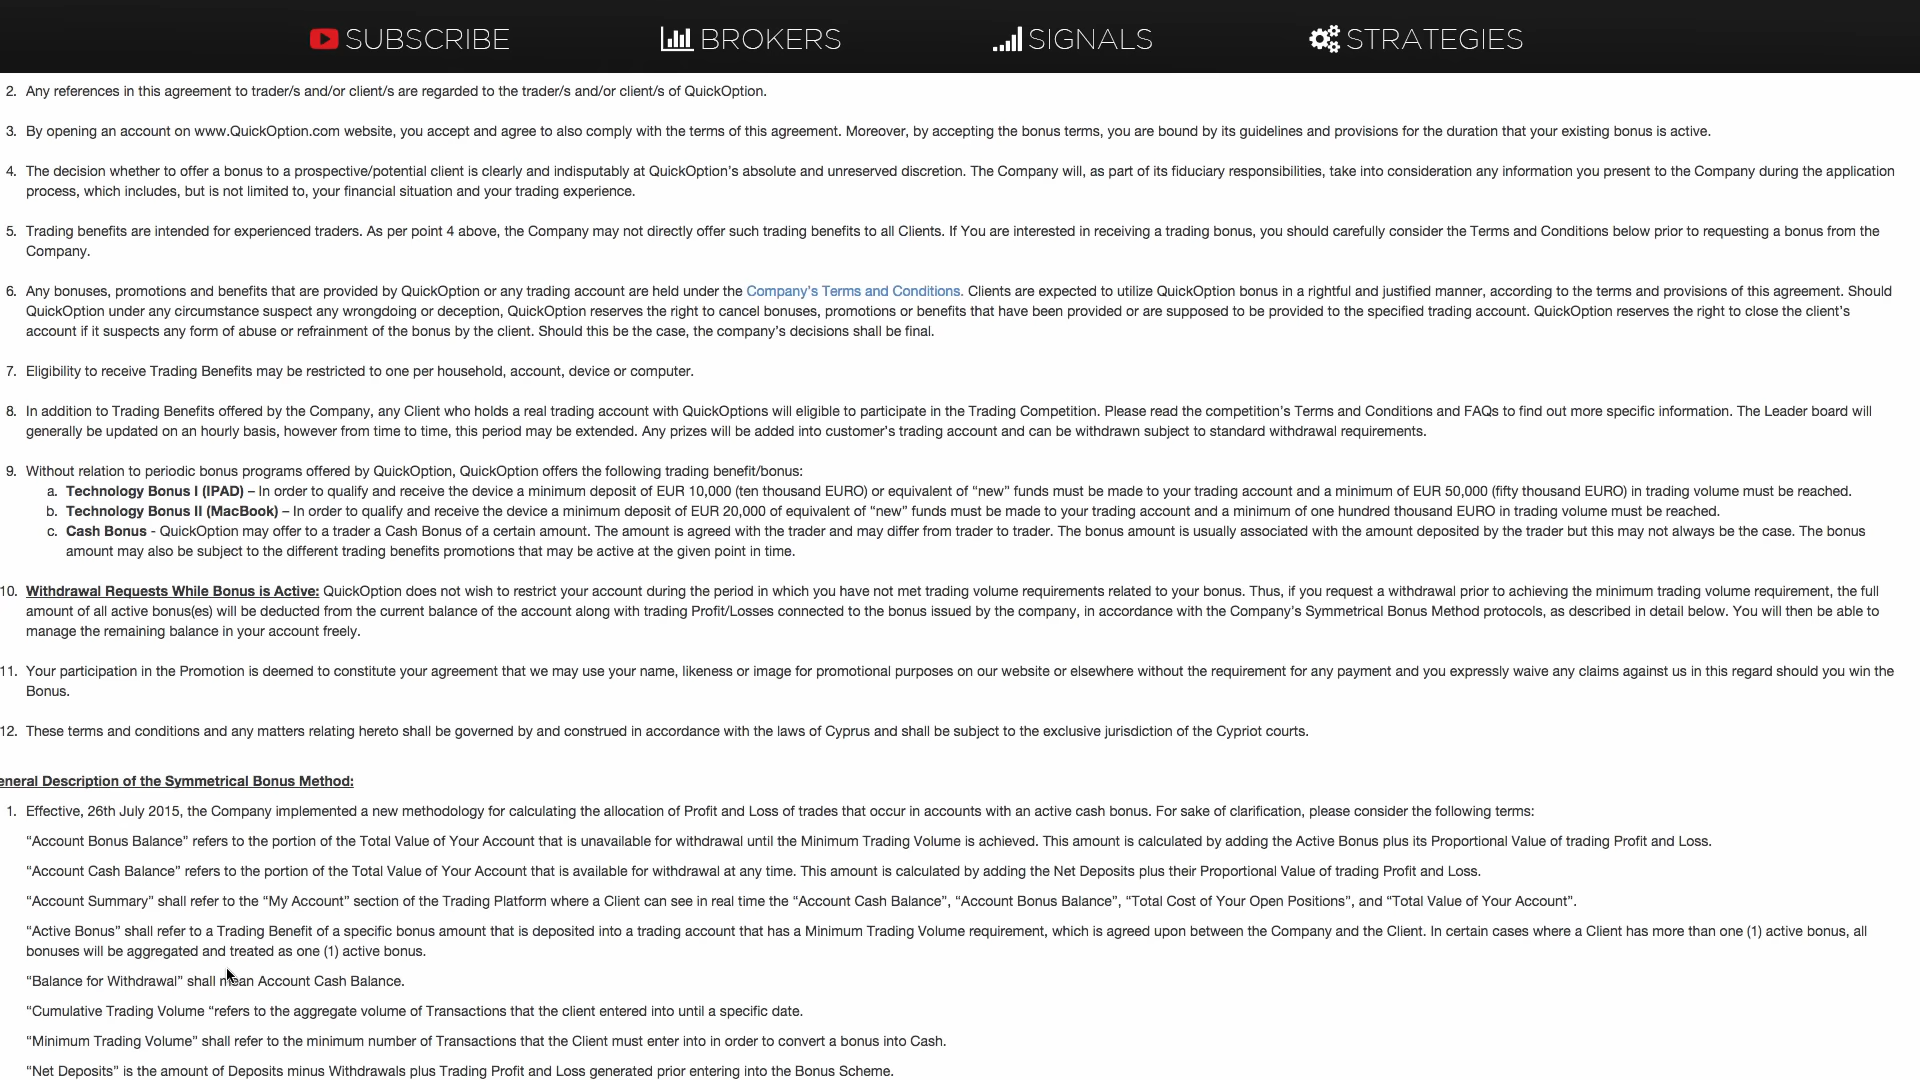 SUBSCRIBE BROKERS SIGNALS STRATEGIES
2. Any references in this agreement to trader/s and/or client/s are regarded to the trader/s and/or client/s of QuickOption.
3. By opening an account on www.QuickOption.com website, you accept and agree to also comply with the terms of this agreement. Moreover, by accepting the bonus terms, you are bound by its guidelines and provisions for the duration that your existing bonus is active.
4. The decision whether to offer a bonus to a prospective/potential client is clearly and indisputably at QuickOption's absolute and unreserved discretion. The Company will, as part of its fiduciary responsibilities, take into consideration any information you present to the Company during the application
process, which includes, but is not limited to, your financial situation and your trading experience.
5. Trading benefits are intended for experienced traders. As per point 4 above, the Company may not directly offer such trading benefits to all Clients. If You are interested in receiving a trading bonus, you should carefully consider the Terms and Conditions below prior to requesting a bonus from the
Company.
6. Any bonuses, promotions and benefits that are provided by QuickOption or any trading account are held under the Company's Terms and Conditions. Clients are expected to utilize QuickOption bonus in a rightful and justified manner, according to the terms and provisions of this agreement. Should
QuickOption under any circumstance suspect any wrongdoing or deception, QuickOption reserves the right to cancel bonuses, promotions or benefits that have been provided or are supposed to be provided to the specified trading account. QuickOption reserves the right to close the client's
account if it suspects any form of abuse or refrainment of the bonus by the client. Should this be the case, the company's decisions shall be final.
7. Eligibility to receive Trading Benefits may be restricted to one per household, account, device or computer.
8. In addition to Trading Benefits offered by the Company, any Client who holds a real trading account with QuickOptions will eligible to participate in the Trading Competition. Please read the competition's Terms and Conditions and FAQs to find out more specific information. The Leader board will
generally be updated on an hourly basis, however from time to time, this period may be extended. Any prizes will be added into customer's trading account and can be withdrawn subject to standard withdrawal requirements.
9. Without relation to periodic bonus programs offered by QuickOption, QuickOption offers the following trading benefit/bonus:
a. Technology Bonus I (IPAD) – In order to qualify and receive the device a minimum deposit of EUR 10,000 (ten thousand EURO) or equivalent of “new” funds must be made to your trading account and a minimum of EUR 50,000 (fifty thousand EURO) in trading volume must be reached.
b. Technology Bonus II (MacBook) – In order to qualify and receive the device a minimum deposit of EUR 20,000 of equivalent of “new” funds must be made to your trading account and a minimum of one hundred thousand EURO in trading volume must be reached.
c. Cash Bonus - QuickOption may offer to a trader a Cash Bonus of a certain amount. The amount is agreed with the trader and may differ from trader to trader. The bonus amount is usually associated with the amount deposited by the trader but this may not always be the case. The bonus
amount may also be subject to the different trading benefits promotions that may be active at the given point in time.
10. Withdrawal Requests While Bonus is Active: QuickOption does not wish to restrict your account during the period in which you have not met trading volume requirements related to your bonus. Thus, if you request a withdrawal prior to achieving the minimum trading volume requirement, the full
amount of all active bonus(es) will be deducted from the current balance of the account along with trading Profit/Losses connected to the bonus issued by the company, in accordance with the Company's Symmetrical Bonus Method protocols, as described in detail below. You will then be able to
manage the remaining balance in your account freely.
11. Your participation in the Promotion is deemed to constitute your agreement that we may use your name, likeness or image for promotional purposes on our website or elsewhere without the requirement for any payment and you expressly waive any claims against us in this regard should you win the
Bonus.
12. These terms and conditions and any matters relating hereto shall be governed by and construed in accordance with the laws of Cyprus and shall be subject to the exclusive jurisdiction of the Cypriot courts.
eneral Description of the Symmetrical Bonus Method:
1. Effective, 26th July 2015, the Company implemented a new methodology for calculating the allocation of Profit and Loss of trades that occur in accounts with an active cash bonus. For sake of clarification, please consider the following terms:
“Account Bonus Balance” refers to the portion of the Total Value of Your Account that is unavailable for withdrawal until the Minimum Trading Volume is achieved. This amount is calculated by adding the Active Bonus plus its Proportional Value of trading Profit and Loss.
“Account Cash Balance” refers to the portion of the Total Value of Your Account that is available for withdrawal at any time. This amount is calculated by adding the Net Deposits plus their Proportional Value of trading Profit and Loss.
“Account Summary” shall refer to the “My Account” section of the Trading Platform where a Client can see in real time the “Account Cash Balance”, “Account Bonus Balance”, “Total Cost of Your Open Positions”, and “Total Value of Your Account”.
“Active Bonus” shall refer to a Trading Benefit of a specific bonus amount that is deposited into a trading account that has a Minimum Trading Volume requirement, which is agreed upon between the Company and the Client. In certain cases where a Client has more than one (1) active bonus, all
bonuses will be aggregated and treated as one (1) active bonus.
“Balance for Withdrawal” shall mean Account Cash Balance.
“Cumulative Trading Volume “refers to the aggregate volume of Transactions that the client entered into until a specific date.
“Minimum Trading Volume” shall refer to the minimum number of Transactions that the Client must enter into in order to convert a bonus into Cash.
“Net Deposits” is the amount of Deposits minus Withdrawals plus Trading Profit and Loss generated prior entering into the Bonus Scheme.